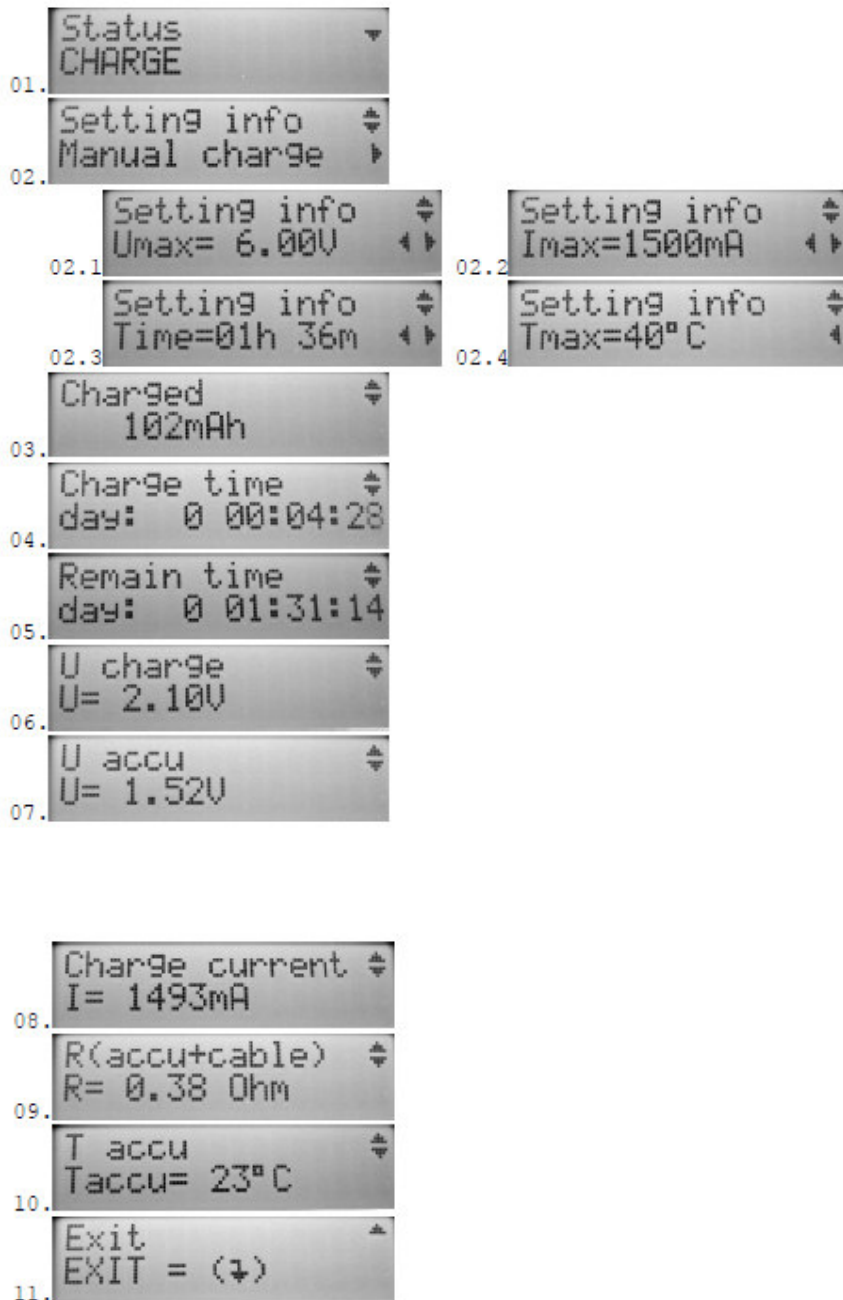 Status
CHARGE
01.
Setting info
Manual charge
02.
Setting info
Umax= 6.00V
02.1
Setting info
Imax=1500mA
02.2
Setting info
Time=01h 36m
02.3
Setting info
Tmax=40°C
02.4
Charged
102mAh
03.
Charge time
day: 0 00:04:28
04.
Remain time
day: 0 01:31:14
05.
U charge
U= 2.10V
06.
U accu
U= 1.52V
07.
Charge current
I= 1493mA
08.
R(accu+cable)
R= 0.38 Ohm
09.
T accu
Taccu= 23°C
10.
Exit
EXIT = (↴)
11.